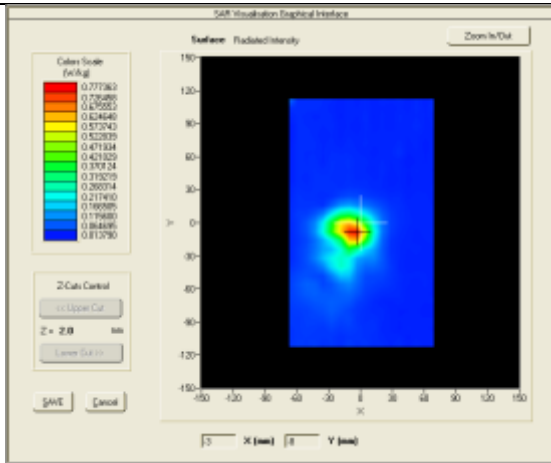 SAR Visualisation Graphical Interface
Surface Radiated Intensity
Zoom In/Out
Colors Scale
(W/kg)
0.777363
0.726458
0.675553
0.624648
0.573743
0.522839
0.471934
0.421029
0.370124
0.319219
0.268314
0.217410
0.166505
0.115600
0.064695
0.013790
150
120
90
60
30
0
-30
-60
-90
-120
-150
Y
-150 -120 -90 -60 -30 0 30 60 90 120 150
X
Z-Cuts Control
<< Upper Cut
Z = 2.0 mm
Lower Cut >>
SAVE Cancel
-3 X (mm) -8 Y (mm)